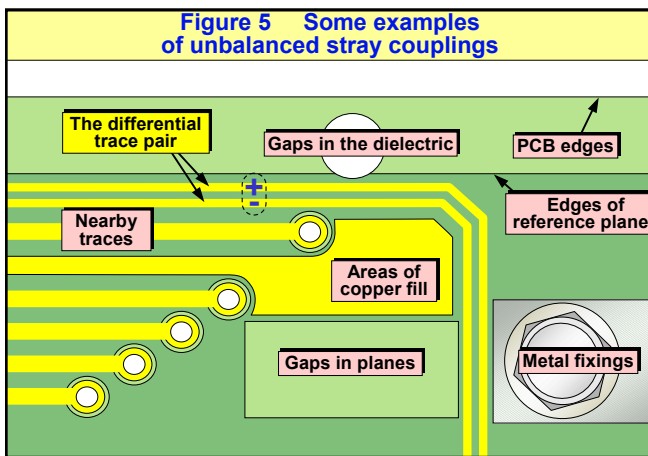 Figure 5 Some examples
of unbalanced stray couplings
The differential
trace pair
Gaps in the dielectric
PCB edges
+
-
Edges of
reference plane
Nearby
traces
Areas of
copper fill
Gaps in planes
Metal fixings